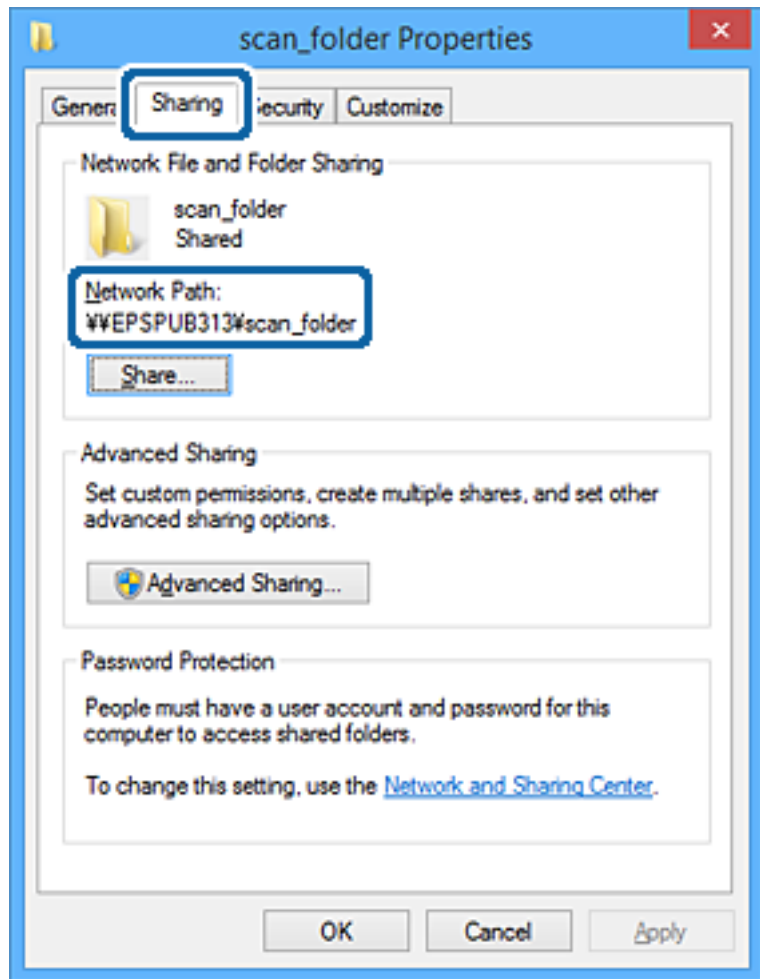 scan_folder Properties
General Sharing Security Customize
Network File and Folder Sharing
scan_folder
Shared
Network Path:
¥¥EPSPUB313¥scan_folder
Share...
Advanced Sharing
Set custom permissions, create multiple shares, and set other
advanced sharing options.
Advanced Sharing...
Password Protection
People must have a user account and password for this
computer to access shared folders.
To change this setting, use the Network and Sharing Center.
OK Cancel Apply